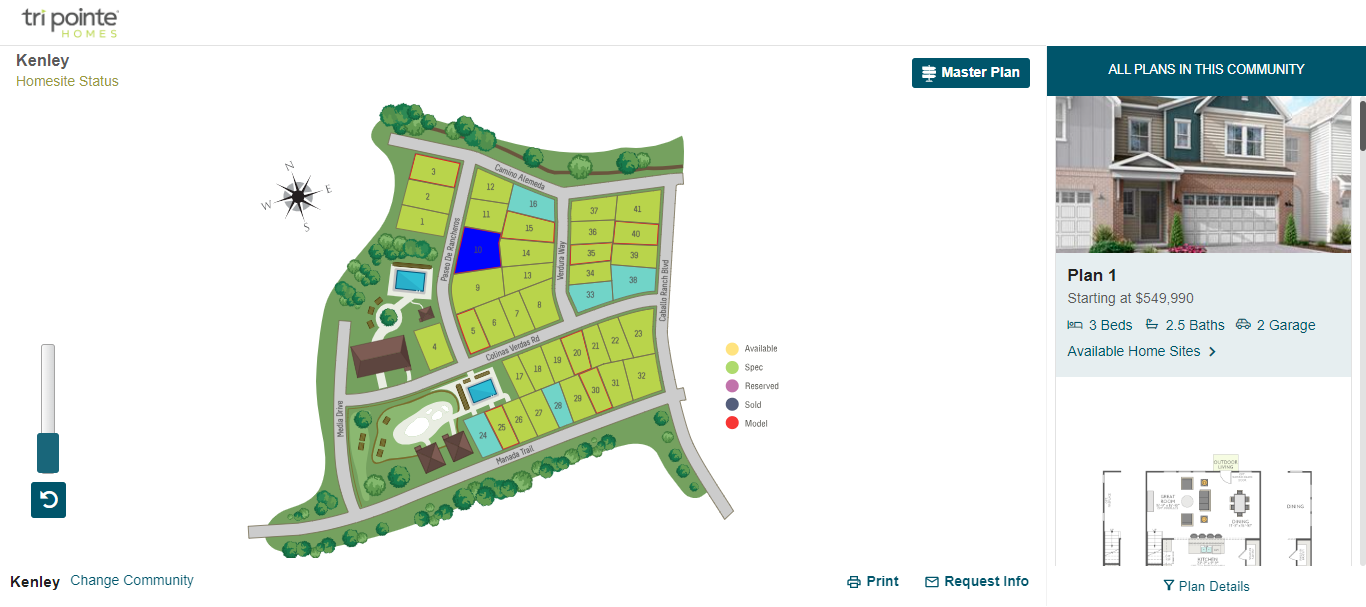 tri pointe
HOMES
Kenley
Homesite Status
Master Plan
ALL PLANS IN THIS COMMUNITY
N
E
S
W
Camino Alemeda
Paseo De Rancheros
Verdura Way
Caballo Ranch Blvd
Colinas Verdas Rd
Media Drive
Manada Trail
3
2
1
12
16
11
15
10
14
13
9
8
7
6
5
4
37
41
36
40
35
39
34
38
33
23
22
21
20
19
18
17
32
31
30
29
28
27
26
25
24
Available
Spec
Reserved
Sold
Model
Plan 1
Starting at $549,990
3 Beds 2.5 Baths 2 Garage
Available Home Sites
OUTDOOR
LIVING
GREAT
ROOM
DINING
DINING
KITCHEN
Kenley Change Community
Print Request Info
Plan Details